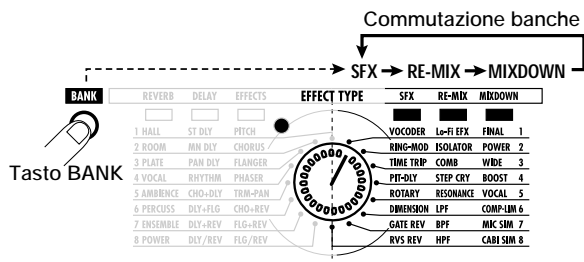 Commutazione banche
SFX RE-MIX MIXDOWN
BANK REVERB DELAY EFFECTS EFFECT TYPE SFX RE-MIX MIXDOWN
1 HALL ST DLY PITCH VOCODER Lo-Fi EFX FINAL 1
2 ROOM MN DLY CHORUS RING-MOD ISOLATOR POWER 2
3 PLATE PAN DLY FLANGER TIME TRIP COMB WIDE 3
4 VOCAL RHYTHM PHASER PIT-DLY STEP CRY BOOST 4
Tasto BANK
5 AMBIENCE CHO+DLY TRM-PAN ROTARY RESONANCE VOCAL 5
6 PERCUSS DLY+FLG CHO+REV DIMENSION LPF COMP-LIM 6
7 ENSEMBLE DLY+REV FLG+REV GATE REV BPF MIC SIM 7
8 POWER DLY/REV FLG/REV RVS REV HPF CABI SIM 8